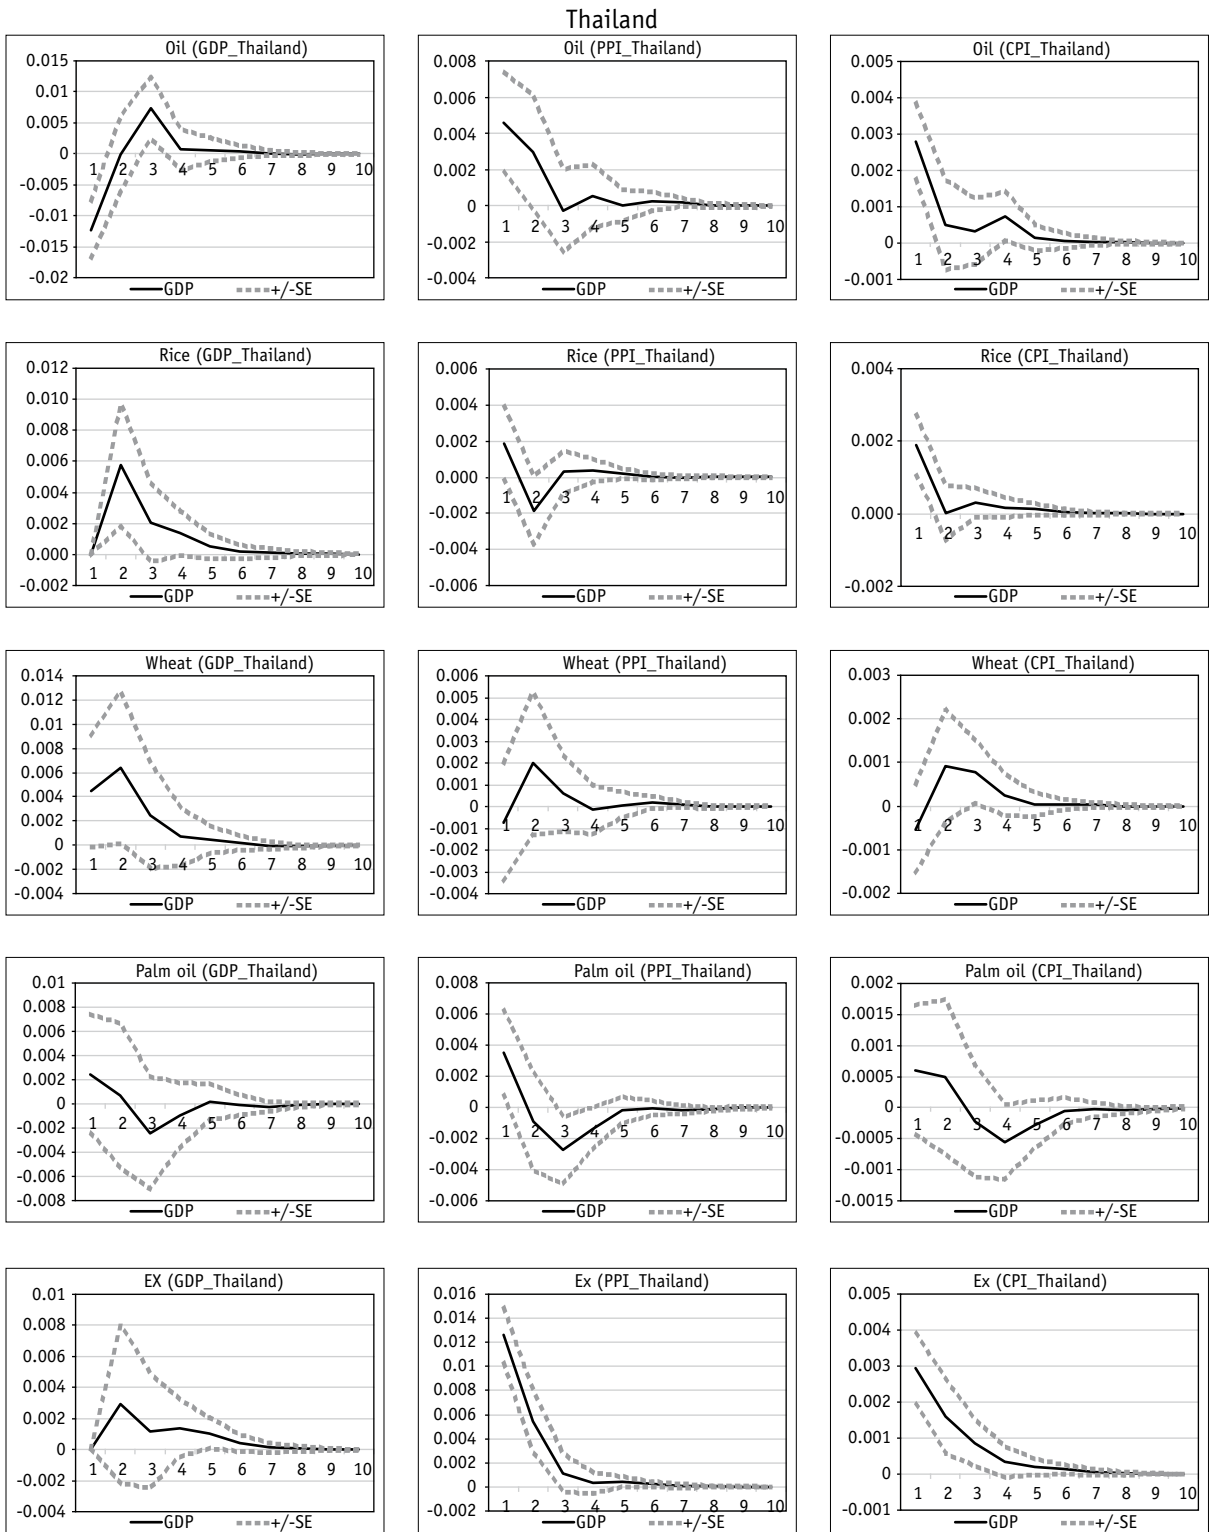 Thailand
Oil (GDP_Thailand)
0.015
0.01
0.005
0
-0.005
-0.01
-0.015
-0.02
1 2 3 4 5 6 7 8 9 10
GDP +/-SE
Oil (PPI_Thailand)
0.008
0.006
0.004
0.002
0
-0.002
-0.004
1 2 3 4 5 6 7 8 9 10
GDP +/-SE
Oil (CPI_Thailand)
0.005
0.004
0.003
0.002
0.001
0
-0.001
1 2 3 4 5 6 7 8 9 10
GDP +/-SE
Rice (GDP_Thailand)
0.012
0.010
0.008
0.006
0.004
0.002
0.000
-0.002
1 2 3 4 5 6 7 8 9 10
GDP +/-SE
Rice (PPI_Thailand)
0.006
0.004
0.002
0.000
-0.002
-0.004
-0.006
1 2 3 4 5 6 7 8 9 10
GDP +/-SE
Rice (CPI_Thailand)
0.004
0.002
0.000
-0.002
1 2 3 4 5 6 7 8 9 10
GDP +/-SE
Wheat (GDP_Thailand)
0.014
0.012
0.01
0.008
0.006
0.004
0.002
0
-0.002
-0.004
1 2 3 4 5 6 7 8 9 10
GDP +/-SE
Wheat (PPI_Thailand)
0.006
0.005
0.004
0.003
0.002
0.001
0
-0.001
-0.002
-0.003
-0.004
1 2 3 4 5 6 7 8 9 10
GDP +/-SE
Wheat (CPI_Thailand)
0.003
0.002
0.001
0
-0.001
-0.002
1 2 3 4 5 6 7 8 9 10
GDP +/-SE
Palm oil (GDP_Thailand)
0.01
0.008
0.006
0.004
0.002
0
-0.002
-0.004
-0.006
-0.008
1 2 3 4 5 6 7 8 9 10
GDP +/-SE
Palm oil (PPI_Thailand)
0.008
0.006
0.004
0.002
0
-0.002
-0.004
-0.006
1 2 3 4 5 6 7 8 9 10
GDP +/-SE
Palm oil (CPI_Thailand)
0.002
0.0015
0.001
0.0005
0
-0.0005
-0.001
-0.0015
1 2 3 4 5 6 7 8 9 10
GDP +/-SE
EX (GDP_Thailand)
0.01
0.008
0.006
0.004
0.002
0
-0.002
-0.004
1 2 3 4 5 6 7 8 9 10
GDP +/-SE
Ex (PPI_Thailand)
0.016
0.014
0.012
0.01
0.008
0.006
0.004
0.002
0
-0.002
1 2 3 4 5 6 7 8 9 10
GDP +/-SE
Ex (CPI_Thailand)
0.005
0.004
0.003
0.002
0.001
0
-0.001
1 2 3 4 5 6 7 8 9 10
GDP +/-SE